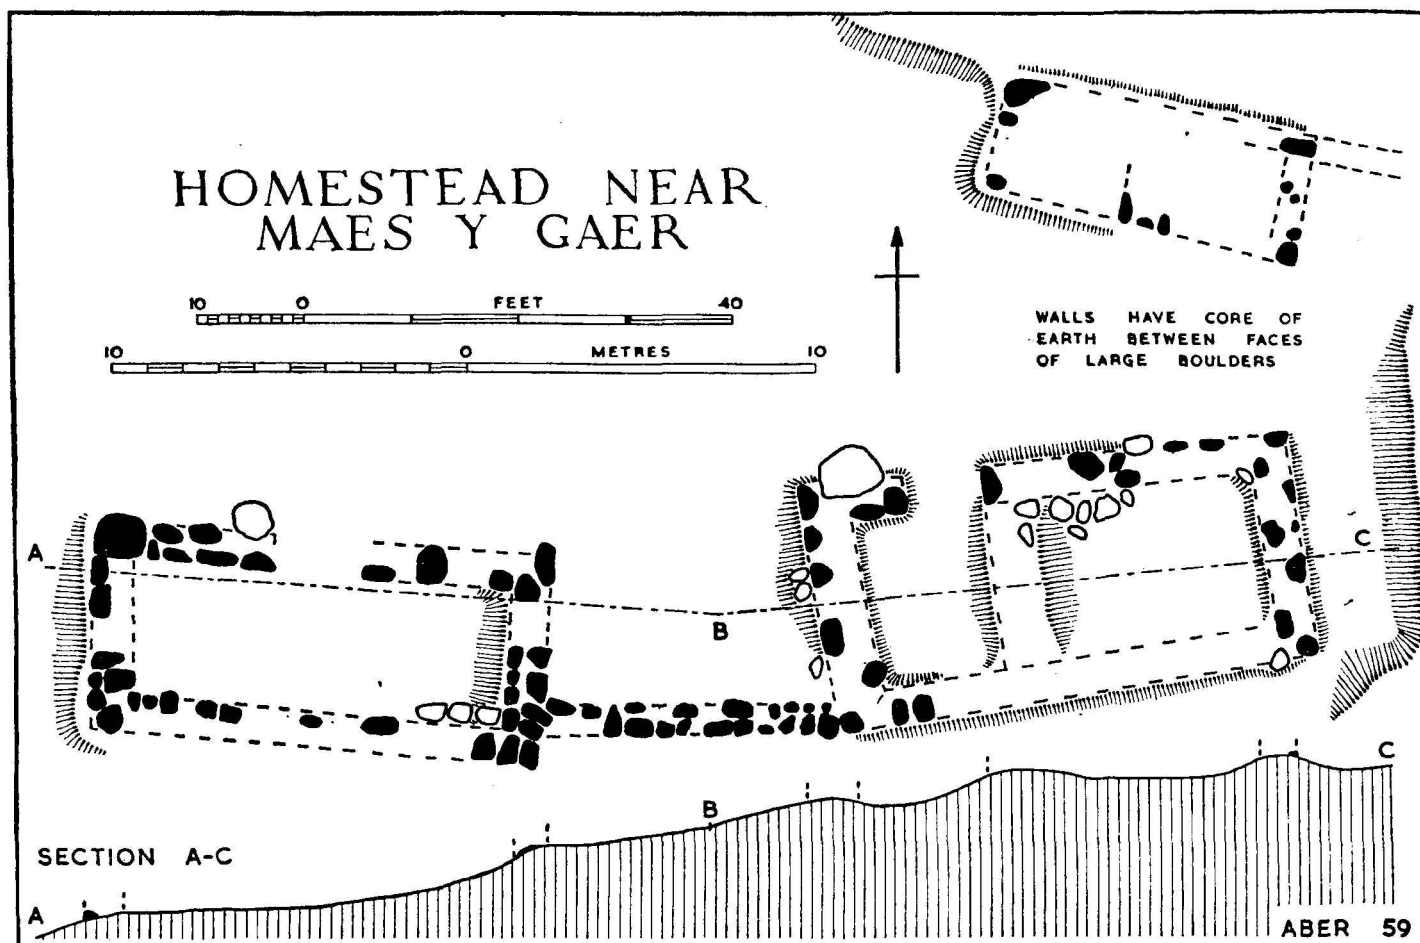 HOMESTEAD NEAR
MAES Y GAER
10 0 FEET 40
10 0 METRES 10
WALLS HAVE CORE OF
EARTH BETWEEN FACES
OF LARGE BOULDERS
A
B
C
SECTION A-C
A
B
C
ABER 59